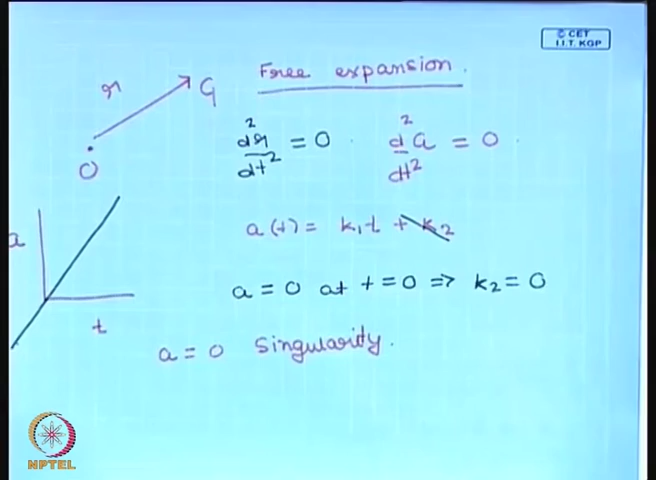 © CET
I.I.T. KGP
Free expansion.
r
G
O
d²r/dt² = 0
d²a/dt² = 0
a(t) = k₁t + k₂
a
a = 0 at t = 0 ⇒ k₂ = 0
t
a = 0 Singularity.
NPTEL